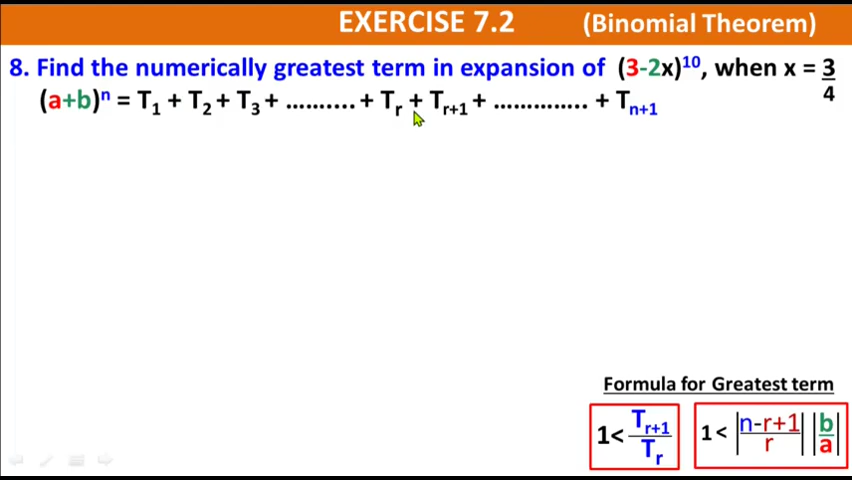 EXERCISE 7.2 (Binomial Theorem)
8. Find the numerically greatest term in expansion of (3-2x)¹⁰, when x = 3/4
(a+b)ⁿ = T₁ + T₂ + T₃ + .......... + Tᵣ + Tᵣ₊₁ + .............. + Tₙ₊₁
Formula for Greatest term
1< Tᵣ₊₁/Tᵣ
1 < |n-r+1/r| |b/a|